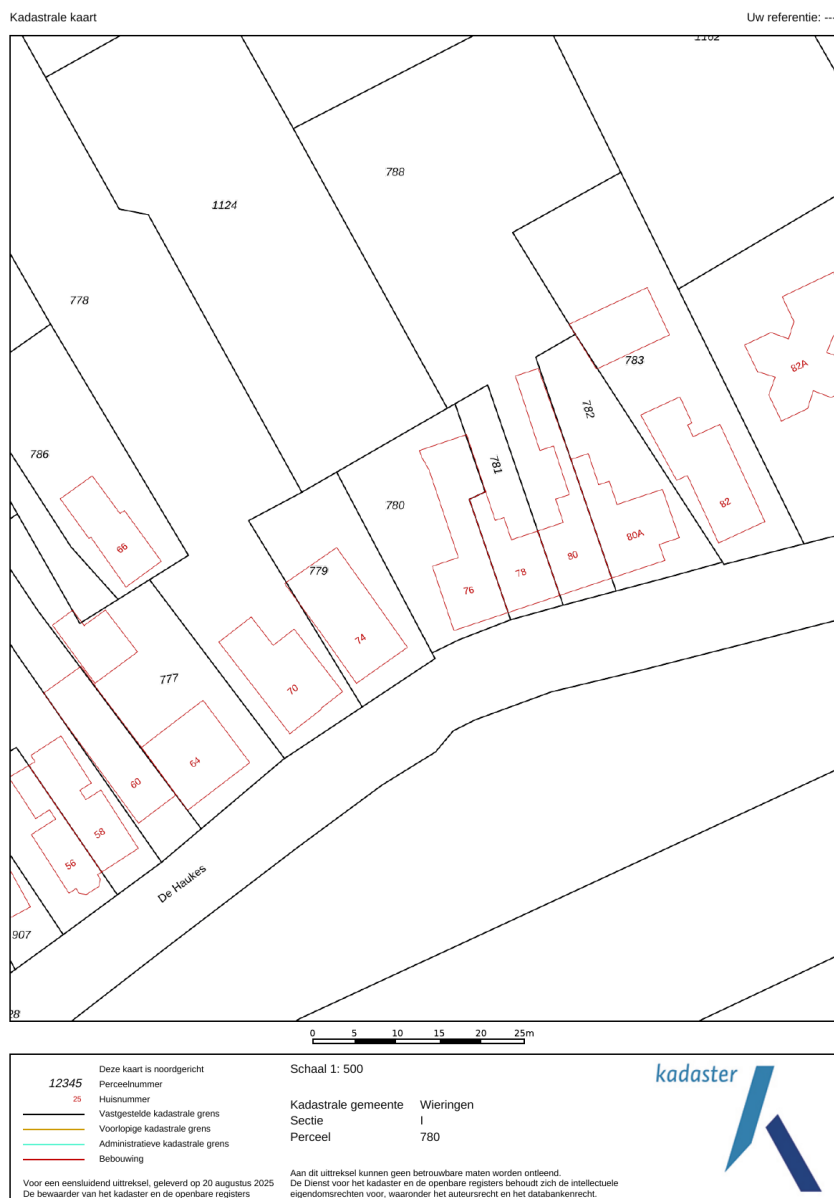 Kadastrale kaart
Uw referentie: ---
1162
788
1124
778
783
82A
782
786
781
780
82
80A
66
779
80
78
76
74
777
70
64
60
58
56
De Haukes
907
28
0 5 10 15 20 25m
Deze kaart is noordgericht
12345 Perceelnummer
25 Huisnummer
Vastgestelde kadastrale grens
Voorlopige kadastrale grens
Administratieve kadastrale grens
Bebouwing
Voor een eensluidend uittreksel, geleverd op 20 augustus 2025
De bewaarder van het kadaster en de openbare registers
Schaal 1: 500
Kadastrale gemeente Wieringen
Sectie I
Perceel 780
Aan dit uittreksel kunnen geen betrouwbare maten worden ontleend.
De Dienst voor het kadaster en de openbare registers behoudt zich de intellectuele
eigendomsrechten voor, waaronder het auteursrecht en het databankenrecht.
kadaster